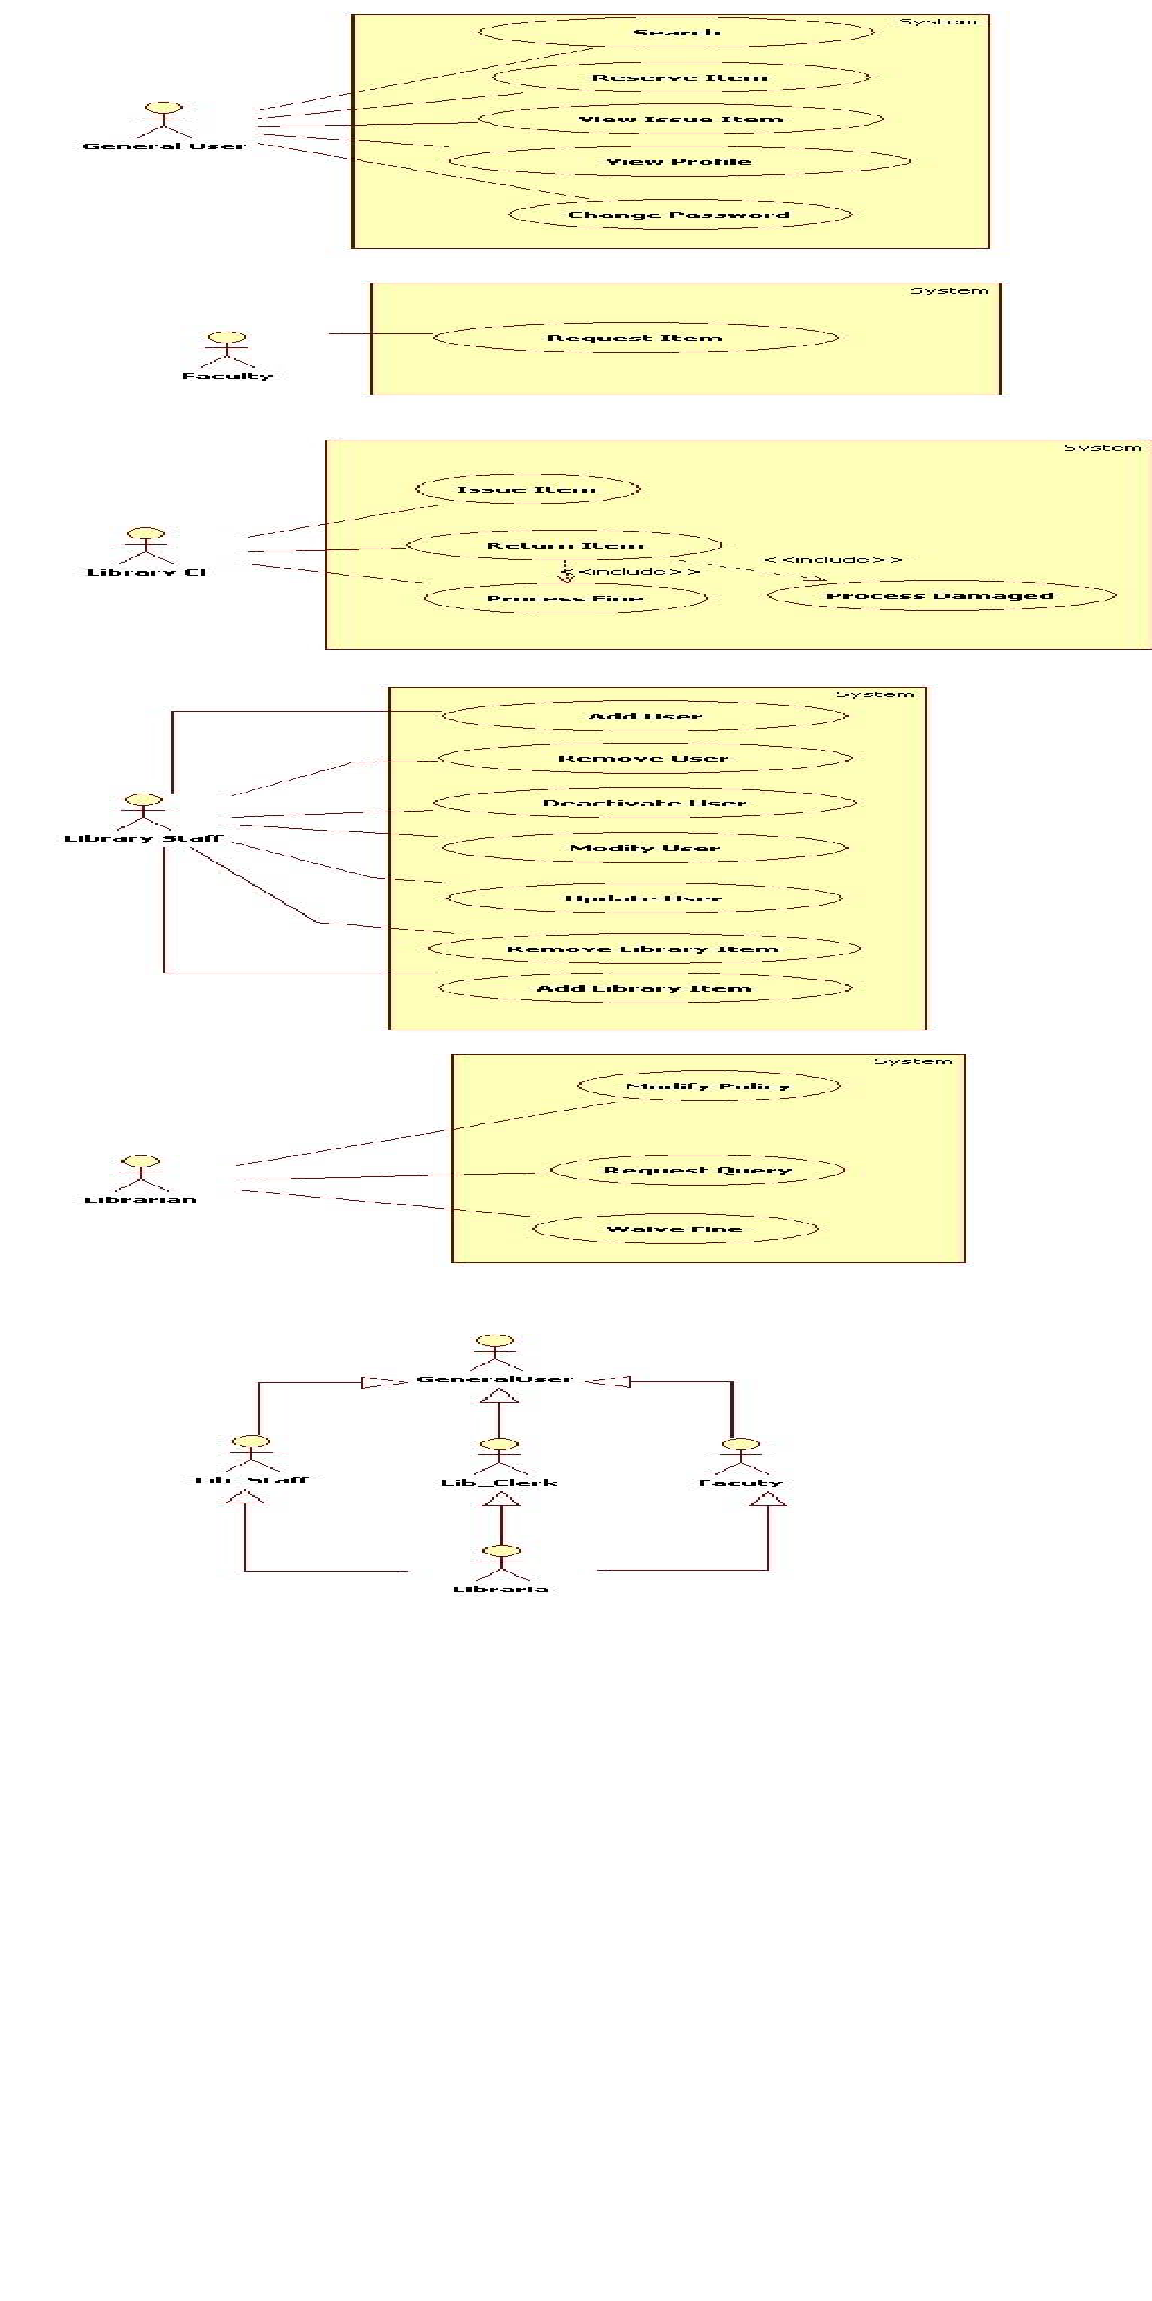 System
Search
Reserve Item
View Issue Item
View Profile
General User
Change Password
System
Request Item
Faculty
System
Issue Item
Return Item
<<include>>
<<include>>
Library Cl
Process Fine
Process Damaged
System
Add User
Remove User
Deactivate User
Library Staff
Modify User
Update User
Remove Library Item
Add Library Item
System
Modify Policy
Request Query
Librarian
Waive Fine
GeneralUser
Lib_Staff
Lib_Clerk
Facuty
Libraria